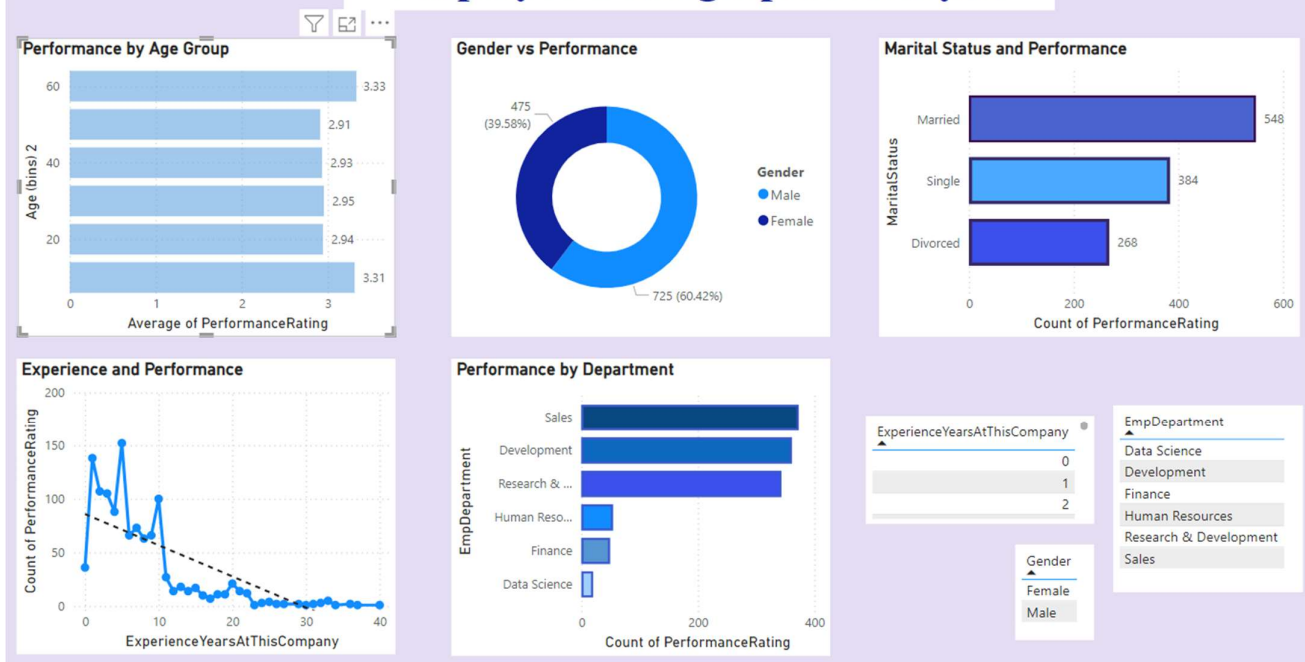 Performance by Age Group
Age (bins) 2
60
40
20
3.33
2.91
2.93
2.95
2.94
3.31
0 1 2 3
Average of PerformanceRating
Gender vs Performance
475
(39.58%)
725 (60.42%)
Gender
Male
Female
Marital Status and Performance
MaritalStatus
Married 548
Single 384
Divorced 268
0 200 400 600
Count of PerformanceRating
Experience and Performance
Count of PerformanceRating
200
150
100
50
0
0 10 20 30 40
ExperienceYearsAtThisCompany
Performance by Department
EmpDepartment
Sales
Development
Research & ...
Human Reso...
Finance
Data Science
0 200 400
Count of PerformanceRating
ExperienceYearsAtThisCompany
0
1
2
Gender
Female
Male
EmpDepartment
Data Science
Development
Finance
Human Resources
Research & Development
Sales